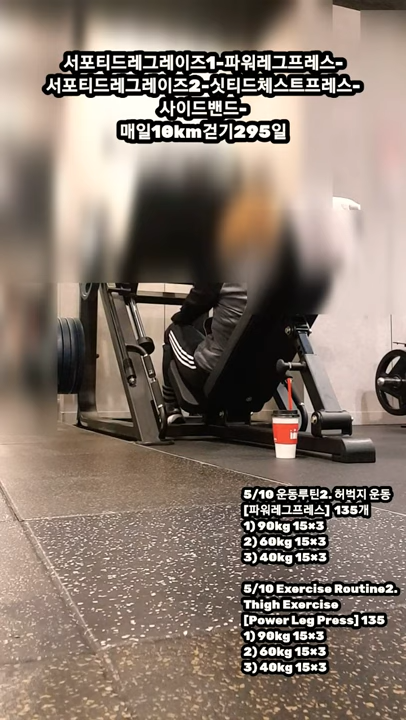 서포티드레그레이즈1-파워레그프레스-
서포티드레그레이즈2-싯티드체스트프레스-
사이드밴드-
매일10km걷기295일
5/10 운동루틴2. 허벅지 운동
[파워레그프레스] 135개
1) 90kg 15×3
2) 60kg 15×3
3) 40kg 15×3
5/10 Exercise Routine2.
Thigh Exercise
[Power Leg Press] 135
1) 90kg 15×3
2) 60kg 15×3
3) 40kg 15×3